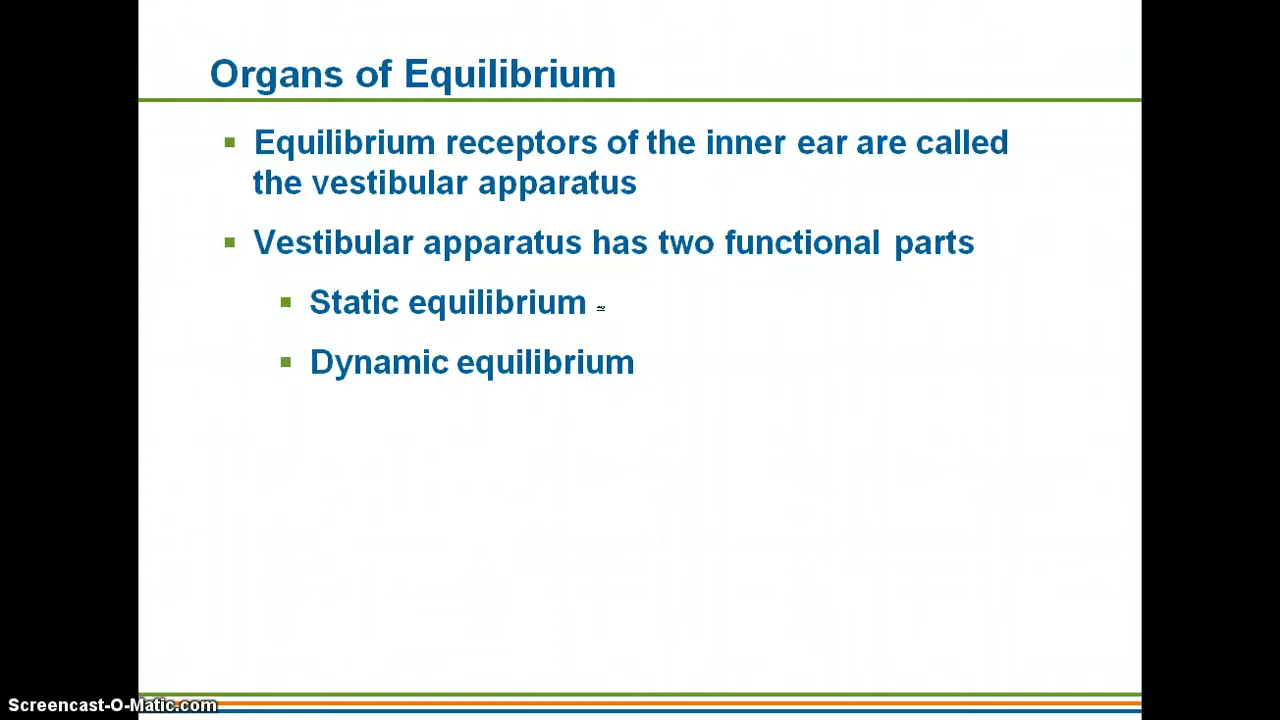 Organs of Equilibrium
Equilibrium receptors of the inner ear are called
the vestibular apparatus
Vestibular apparatus has two functional parts
Static equilibrium
Dynamic equilibrium
Screencast-O-Matic.com